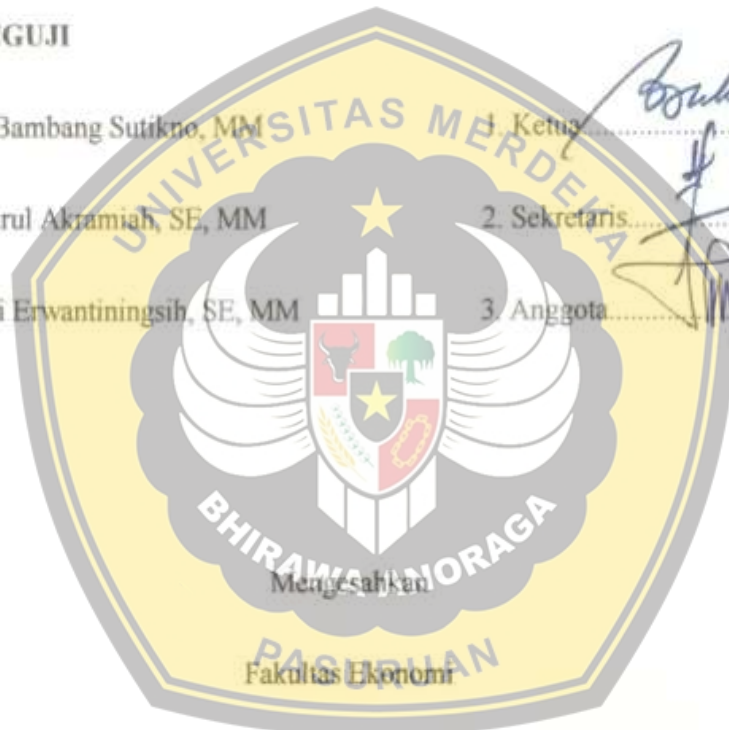 GUJI
Bambang Sutikno, MM 1. Ketua
rul Akramiah, SE, MM 2. Sekretaris
i Erwantiningsih, SE, MM 3. Anggota
UNIVERSITAS MERDEKA
BHIRAWA ANORAGA
Mengesahkan
PASURUAN
Fakultas Ekonomi